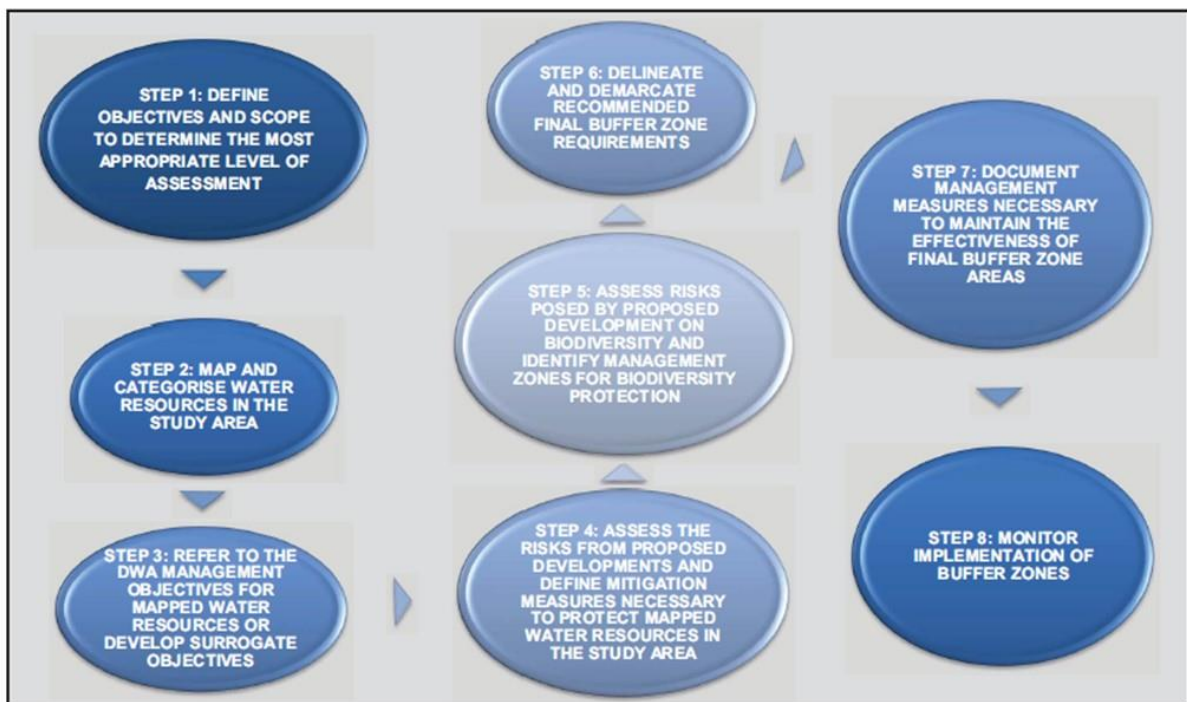 STEP 1: DEFINE
OBJECTIVES AND SCOPE
TO DETERMINE THE MOST
APPROPRIATE LEVEL OF
ASSESSMENT
STEP 2: MAP AND
CATEGORISE WATER
RESOURCES IN THE
STUDY AREA
STEP 3: REFER TO THE
DWA MANAGEMENT
OBJECTIVES FOR
MAPPED WATER
RESOURCES OR
DEVELOP SURROGATE
OBJECTIVES
STEP 4: ASSESS THE
RISKS FROM PROPOSED
DEVELOPMENTS AND
DEFINE MITIGATION
MEASURES NECESSARY
TO PROTECT MAPPED
WATER RESOURCES IN
THE STUDY AREA
STEP 5: ASSESS RISKS
POSED BY PROPOSED
DEVELOPMENT ON
BIODIVERSITY AND
IDENTIFY MANAGEMENT
ZONES FOR BIODIVERSITY
PROTECTION
STEP 6: DELINEATE
AND DEMARCATE
RECOMMENDED
FINAL BUFFER ZONE
REQUIREMENTS
STEP 7: DOCUMENT
MANAGEMENT
MEASURES NECESSARY
TO MAINTAIN THE
EFFECTIVENESS OF
FINAL BUFFER ZONE
AREAS
STEP 8: MONITOR
IMPLEMENTATION OF
BUFFER ZONES